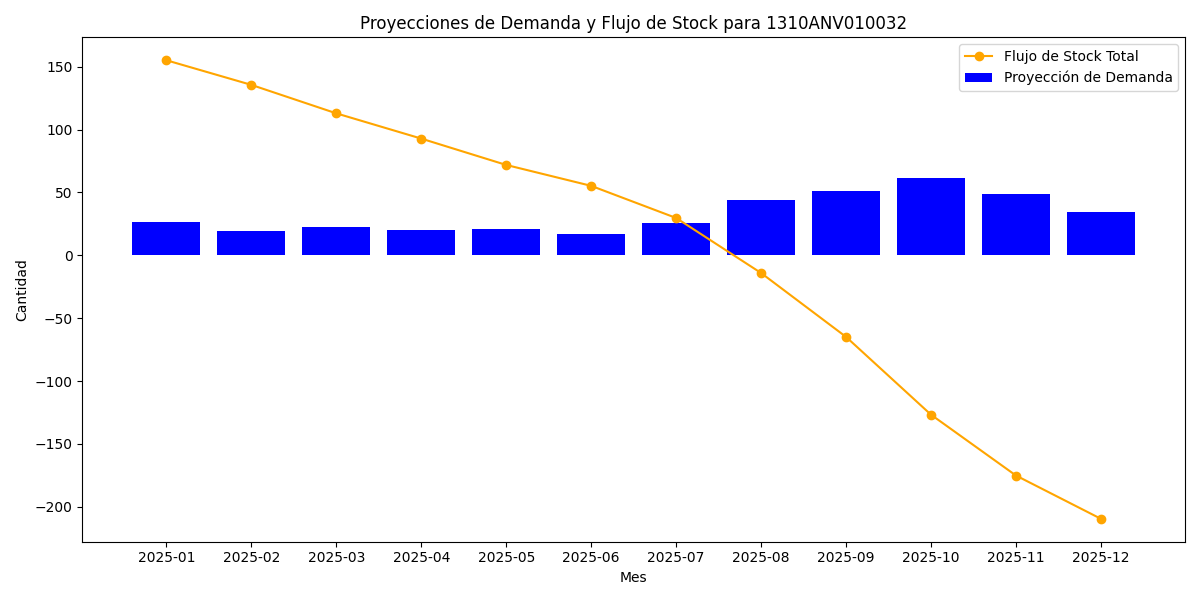 Proyecciones de Demanda y Flujo de Stock para 1310ANV010032
Flujo de Stock Total
Proyección de Demanda
Cantidad
150
100
50
0
−50
−100
−150
−200
2025-01 2025-02 2025-03 2025-04 2025-05 2025-06 2025-07 2025-08 2025-09 2025-10 2025-11 2025-12
Mes